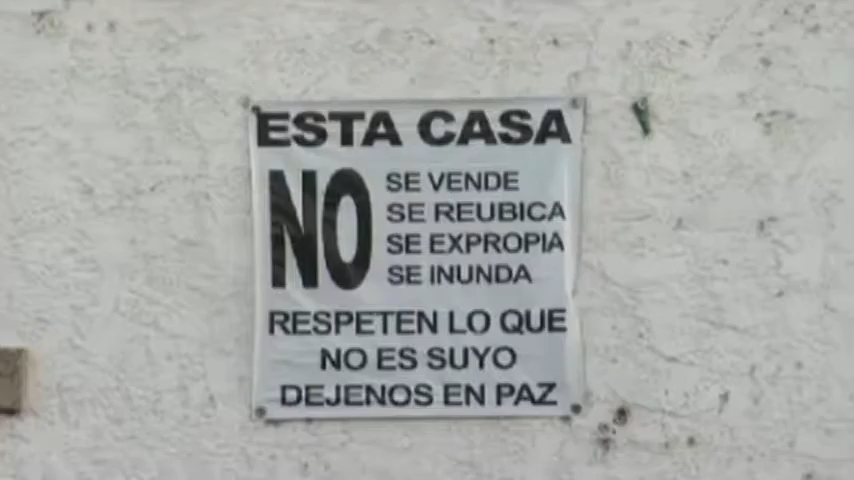 ESTA CASA
NO
SE VENDE
SE REUBICA
SE EXPROPIA
SE INUNDA
RESPETEN LO QUE
NO ES SUYO
DEJENOS EN PAZ